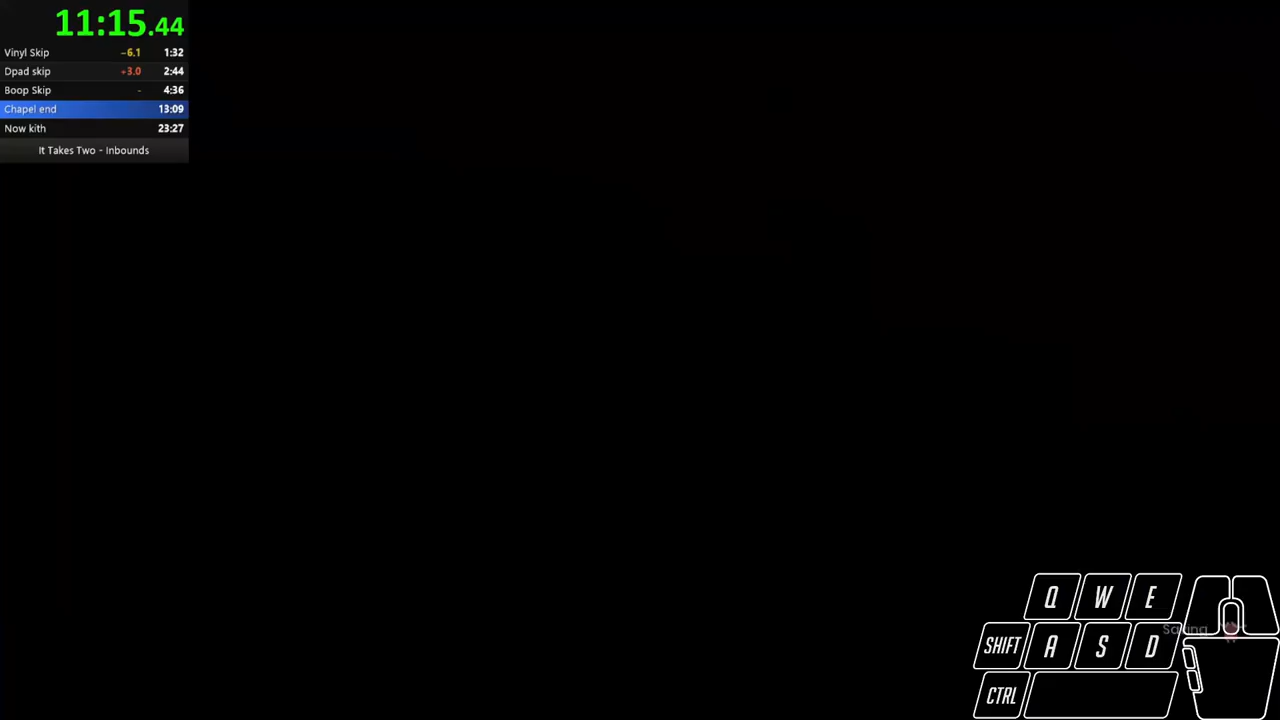 11:15.44
Vinyl Skip -6.1 1:32
Dpad skip +3.0 2:44
Boop Skip - 4:36
Chapel end 13:09
Now kith 23:27
It Takes Two - Inbounds
Q W E
Saving
SHIFT A S D
CTRL